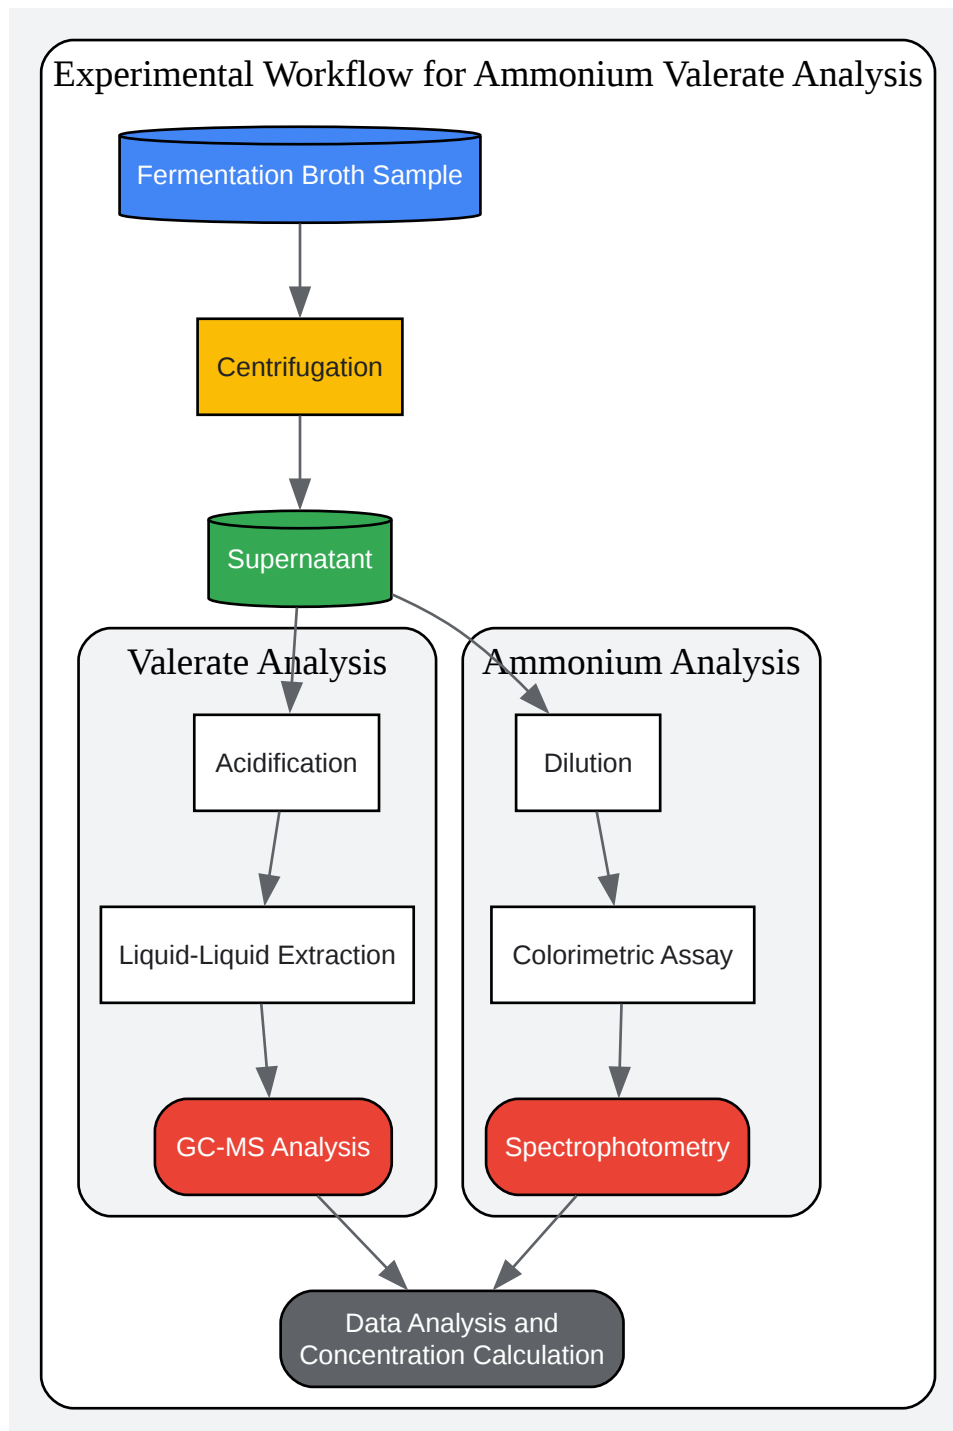 Experimental Workflow for Ammonium Valerate Analysis
Fermentation Broth Sample
Centrifugation
Supernatant
Valerate Analysis
Acidification
Liquid-Liquid Extraction
GC-MS Analysis
Ammonium Analysis
Dilution
Colorimetric Assay
Spectrophotometry
Data Analysis and
Concentration Calculation